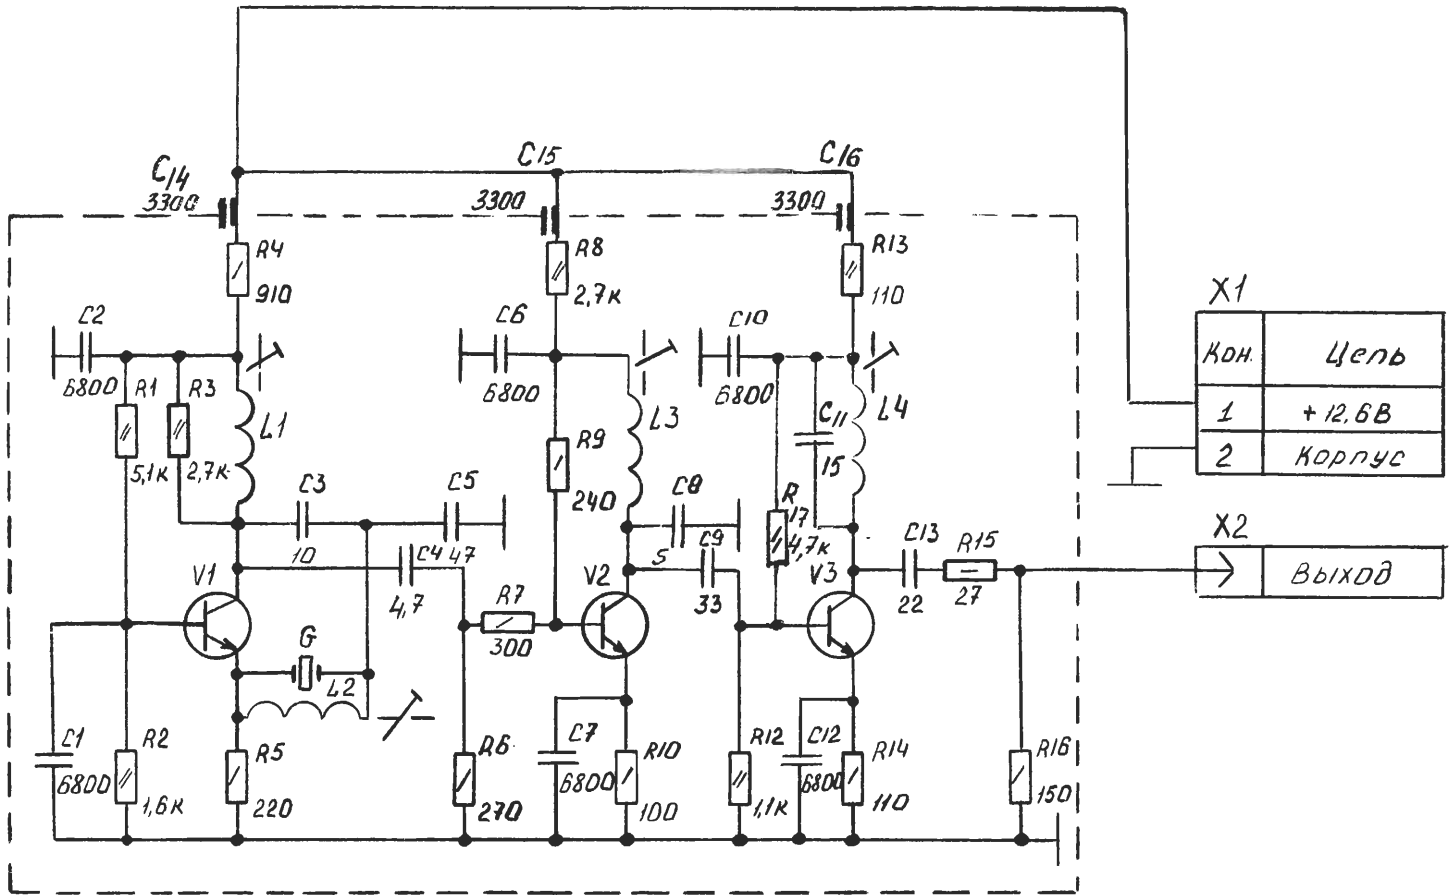 C14
3300
C15
3300
C16
3300
R4
910
R8
2,7к
R13
110
C2
6800
R1
5,1к
R3
2,7к
L1
C6
6800
R9
240
L3
C10
6800
C11
15
L4
R17
4,7к
C3
10
C5
47
C4
4,7
C8
5
C9
33
V1
V2
V3
R7
300
C13
22
R15
27
G
L2
C1
6800
R2
1,6к
R5
220
R6
270
C7
6800
R10
100
R12
1,1к
C12
6800
R14
110
R16
150
X1
Кон. Цепь
1 +12,6В
2 Корпус
X2
Выход